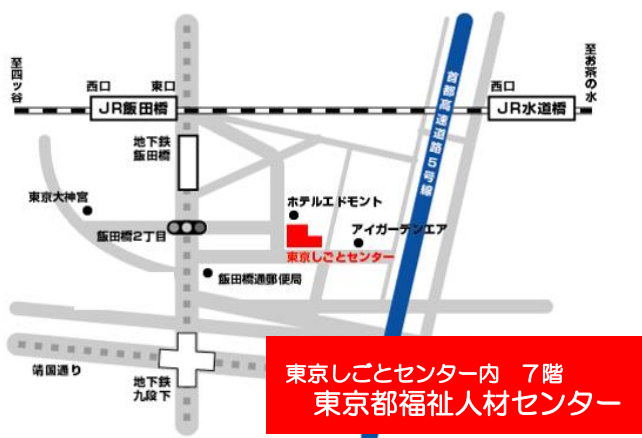 至四ッ谷
西口
東口
JR飯田橋
西口
JR水道橋
至お茶の水
首都高速道路5号線
地下鉄
飯田橋
東京大神宮
飯田橋2丁目
ホテルエドモント
アイガーデンエア
東京しごとセンター
飯田橋通郵便局
靖国通り
地下鉄
九段下
東京しごとセンター内　７階
東京都福祉人材センター